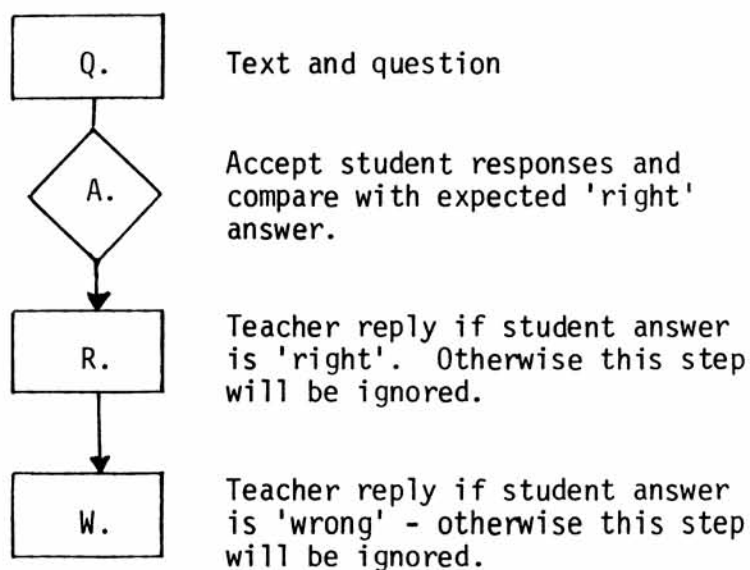 Q.
Text and question
A.
Accept student responses and
compare with expected 'right'
answer.
R.
Teacher reply if student answer
is 'right'.  Otherwise this step
will be ignored.
W.
Teacher reply if student answer
is 'wrong' - otherwise this step
will be ignored.